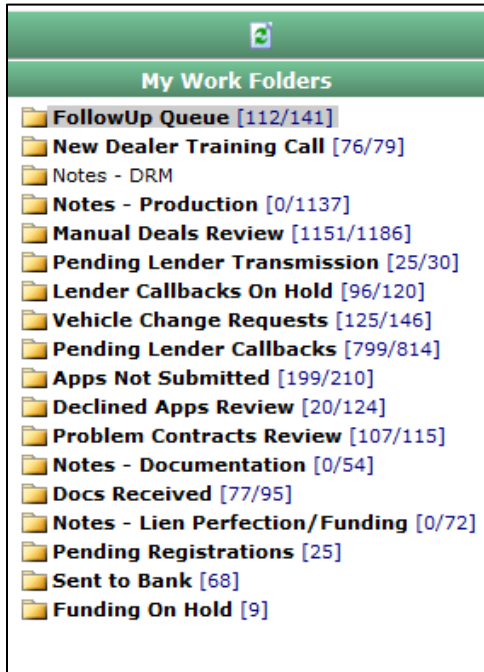 My Work Folders
FollowUp Queue [112/141]
New Dealer Training Call [76/79]
Notes - DRM
Notes - Production [0/1137]
Manual Deals Review [1151/1186]
Pending Lender Transmission [25/30]
Lender Callbacks On Hold [96/120]
Vehicle Change Requests [125/146]
Pending Lender Callbacks [799/814]
Apps Not Submitted [199/210]
Declined Apps Review [20/124]
Problem Contracts Review [107/115]
Notes - Documentation [0/54]
Docs Received [77/95]
Notes - Lien Perfection/Funding [0/72]
Pending Registrations [25]
Sent to Bank [68]
Funding On Hold [9]